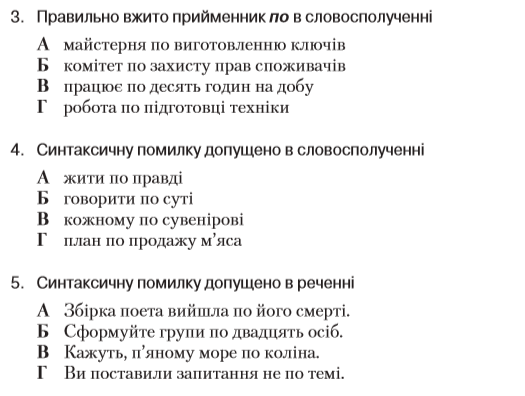 3. Правильно вжито прийменник по в словосполученні
А майстерня по виготовленню ключів
Б комітет по захисту прав споживачів
В працює по десять годин на добу
Г робота по підготовці техніки
4. Синтаксичну помилку допущено в словосполученні
А жити по правді
Б говорити по суті
В кожному по сувенірові
Г план по продажу м’яса
5. Синтаксичну помилку допущено в реченні
А Збірка поета вийшла по його смерті.
Б Сформуйте групи по двадцять осіб.
В Кажуть, п’яному море по коліна.
Г Ви поставили запитання не по темі.